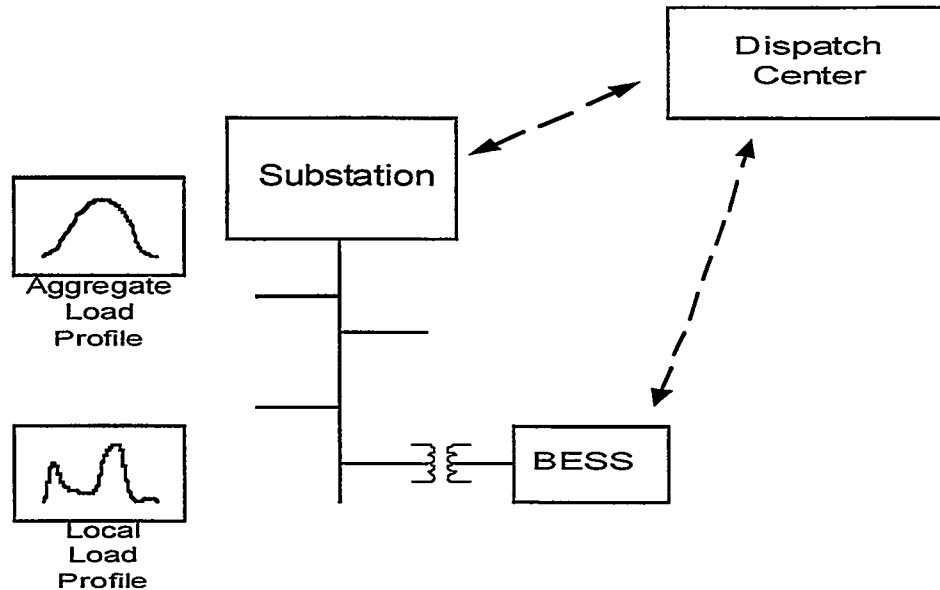 Dispatch
Center
Substation
Aggregate
Load
Profile
BESS
Local
Load
Profile